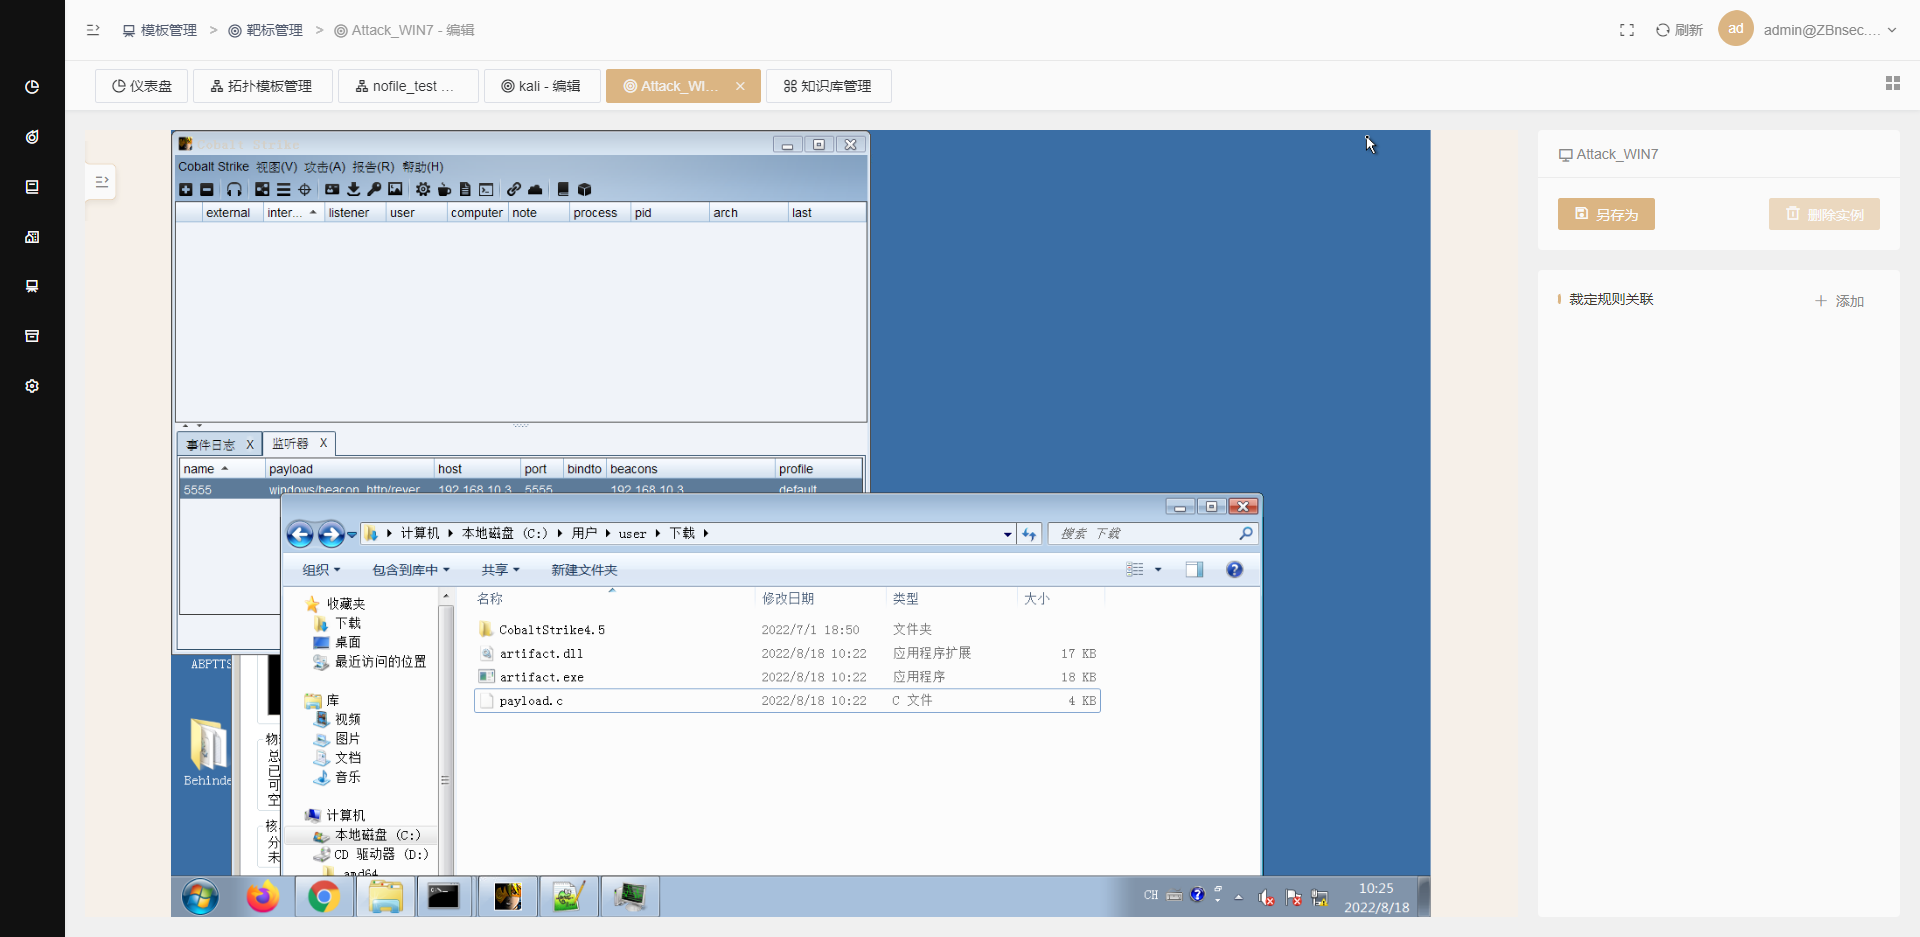 模板管理 > 靶标管理 > Attack_WIN7 - 编辑
刷新
ad
admin@ZBnsec....
仪表盘
拓扑模板管理
nofile_test ...
kali - 编辑
Attack_WI...
知识库管理
Cobalt Strike
Cobalt Strike 视图(V) 攻击(A) 报告(R) 帮助(H)
external inter... listener user computer note process pid arch last
事件日志 X 监听器 X
name payload host port bindto beacons profile
5555 windows/beacon_http/rever... 192.168.10.3 5555 192.168.10.3 default
计算机 本地磁盘 (C:) 用户 user 下载
搜索 下载
组织 包含到库中 共享 新建文件夹
名称 修改日期 类型 大小
CobaltStrike4.5 2022/7/1 18:50 文件夹
artifact.dll 2022/8/18 10:22 应用程序扩展 17 KB
artifact.exe 2022/8/18 10:22 应用程序 18 KB
payload.c 2022/8/18 10:22 C 文件 4 KB
收藏夹
下载
桌面
最近访问的位置
库
视频
图片
文档
音乐
计算机
本地磁盘 (C:)
CD 驱动器 (D:)
amd64
ABPTTS
Behinde
物
总
已
可
空
核
分
未
CH
10:25
2022/8/18
Attack_WIN7
另存为
删除实例
裁定规则关联
添加